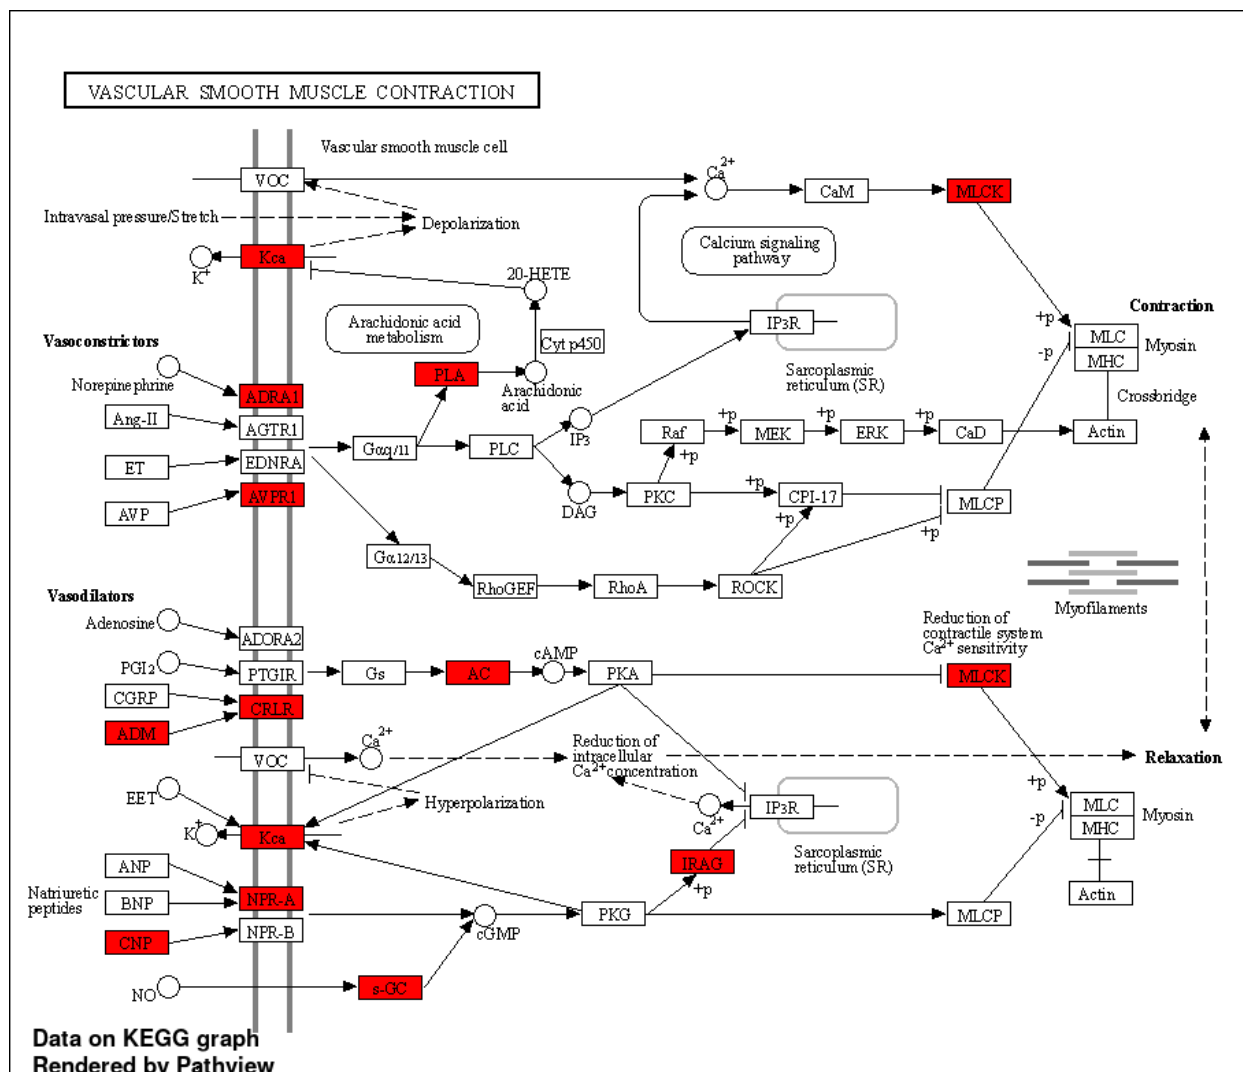 VASCULAR SMOOTH MUSCLE CONTRACTION
Vascular smooth muscle cell
VOC
Ca2+
CaM
MLCK
Intravasal pressure/Stretch
Depolarization
Kca
K+
Calcium signaling
pathway
20-HETE
Arachidonic acid
metabolism
Cyt p450
IP3R
Sarcoplasmic
reticulum (SR)
+p
-p
Contraction
MLC
MHC
Myosin
Crossbridge
Vasoconstrictors
Norepinephrine
ADRA1
PLA
Arachidonic
acid
Ang-II
AGTR1
Gαq/11
PLC
IP3
Raf
+p
MEK
+p
ERK
+p
CaD
Actin
ET
EDNRA
+p
AVP
AVPR1
DAG
PKC
+p
CPI-17
MLCP
+p
+p
Gα12/13
RhoGEF
RhoA
ROCK
Myofilaments
Vasodilators
Adenosine
ADORA2
Reduction of
contractile system
Ca2+ sensitivity
PGI2
PTGIR
Gs
AC
cAMP
PKA
MLCK
CGRP
CRLR
ADM
VOC
Ca2+
Reduction of
intracellular
Ca2+ concentration
Relaxation
EET
Hyperpolarization
K+
Kca
Ca2+
IP3R
Sarcoplasmic
reticulum (SR)
+p
-p
MLC
MHC
Myosin
IRAG
+p
ANP
Natriuretic
peptides
BNP
NPR-A
CNP
NPR-B
cGMP
PKG
MLCP
Actin
NO
s-GC
Data on KEGG graph
Rendered by Pathview